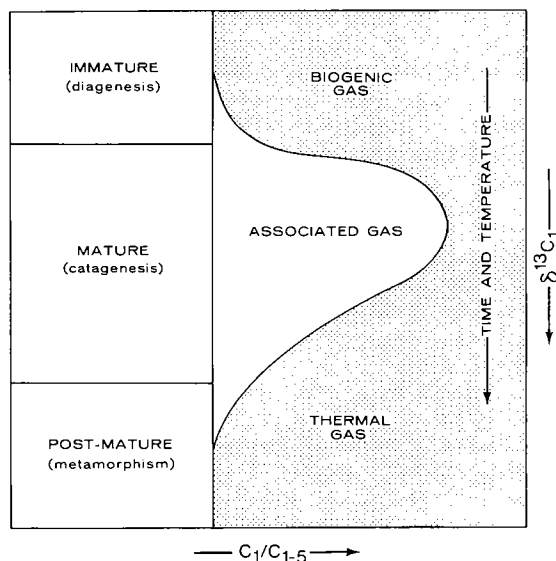 IMMATURE
(diagenesis)
BIOGENIC
GAS
MATURE
(catagenesis)
ASSOCIATED GAS
TIME AND TEMPERATURE
δ¹³C₁
POST-MATURE
(metamorphism)
THERMAL
GAS
C₁/C₁₋₅